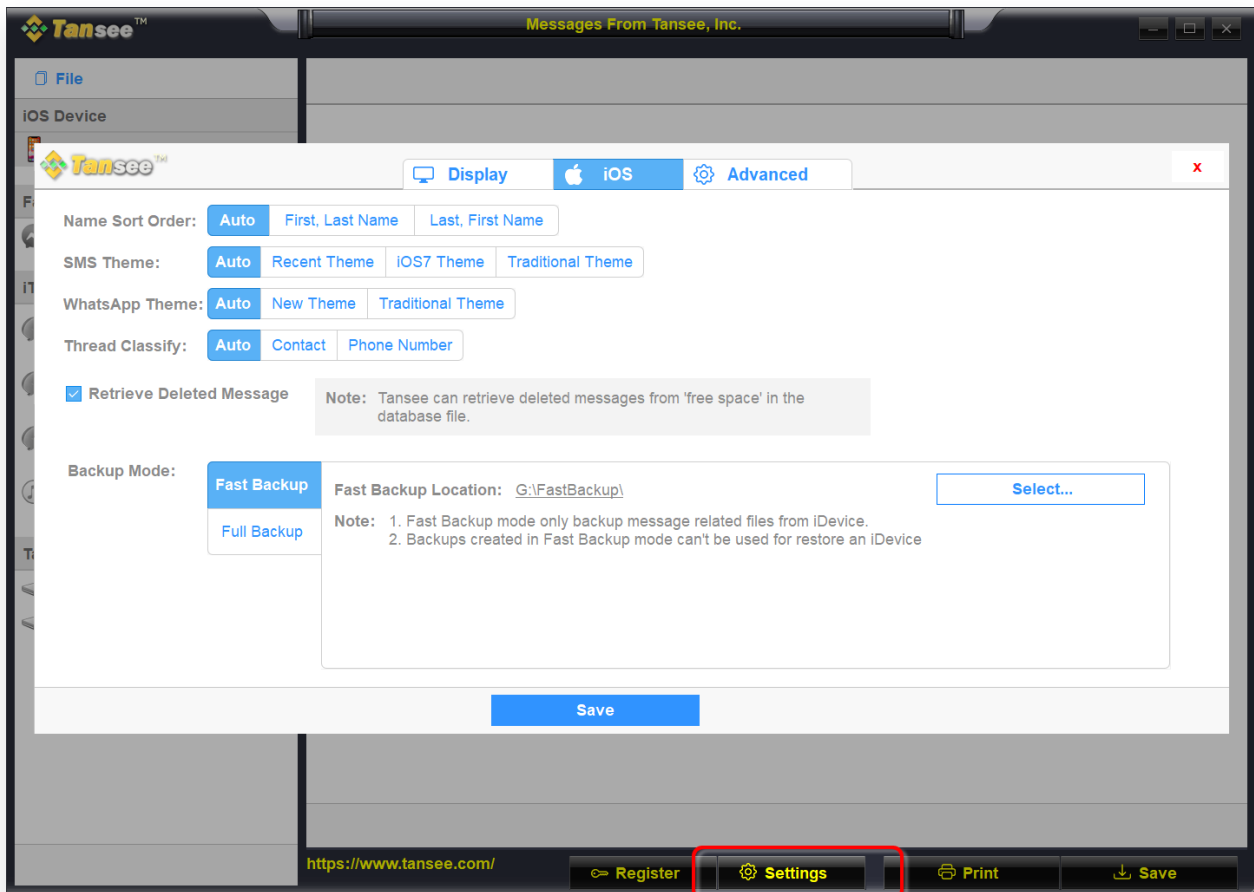 Tansee™
Messages From Tansee, Inc.
File
iOS Device
Tansee™
Display
iOS
Advanced
x
Name Sort Order: Auto First, Last Name Last, First Name
SMS Theme: Auto Recent Theme iOS7 Theme Traditional Theme
WhatsApp Theme: Auto New Theme Traditional Theme
Thread Classify: Auto Contact Phone Number
Retrieve Deleted Message
Note: Tansee can retrieve deleted messages from 'free space' in the
database file.
Backup Mode:
Fast Backup
Full Backup
Fast Backup Location: G:\FastBackup\
Select...
Note: 1. Fast Backup mode only backup message related files from iDevice.
2. Backups created in Fast Backup mode can't be used for restore an iDevice
Save
https://www.tansee.com/
Register
Settings
Print
Save